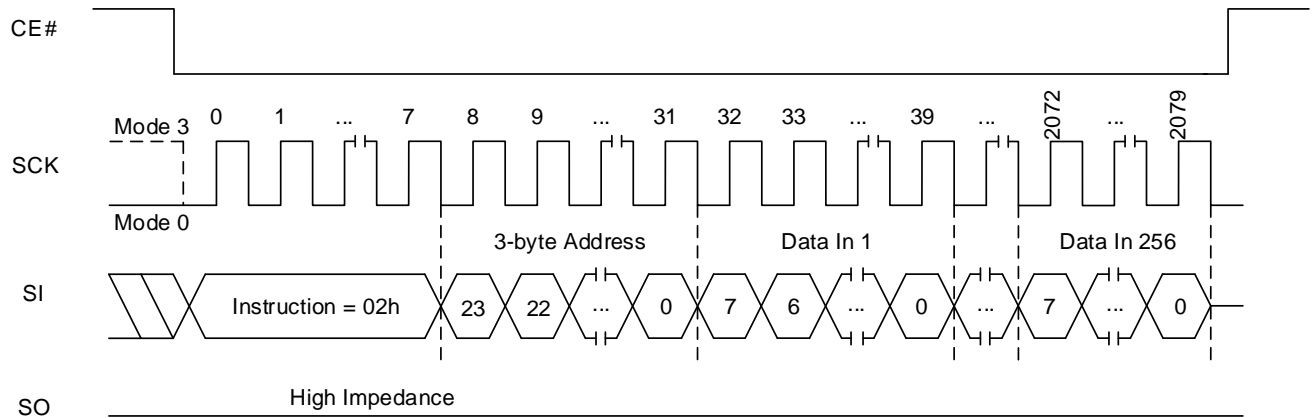 CE#
0 1 ... 7 8 9 ... 31 32 33 ... 39 ... 2072 ... 2079
Mode 3
SCK
Mode 0
3-byte Address Data In 1 Data In 256
SI Instruction = 02h 23 22 ... 0 7 6 ... 0 ... 7 ... 0
High Impedance
SO